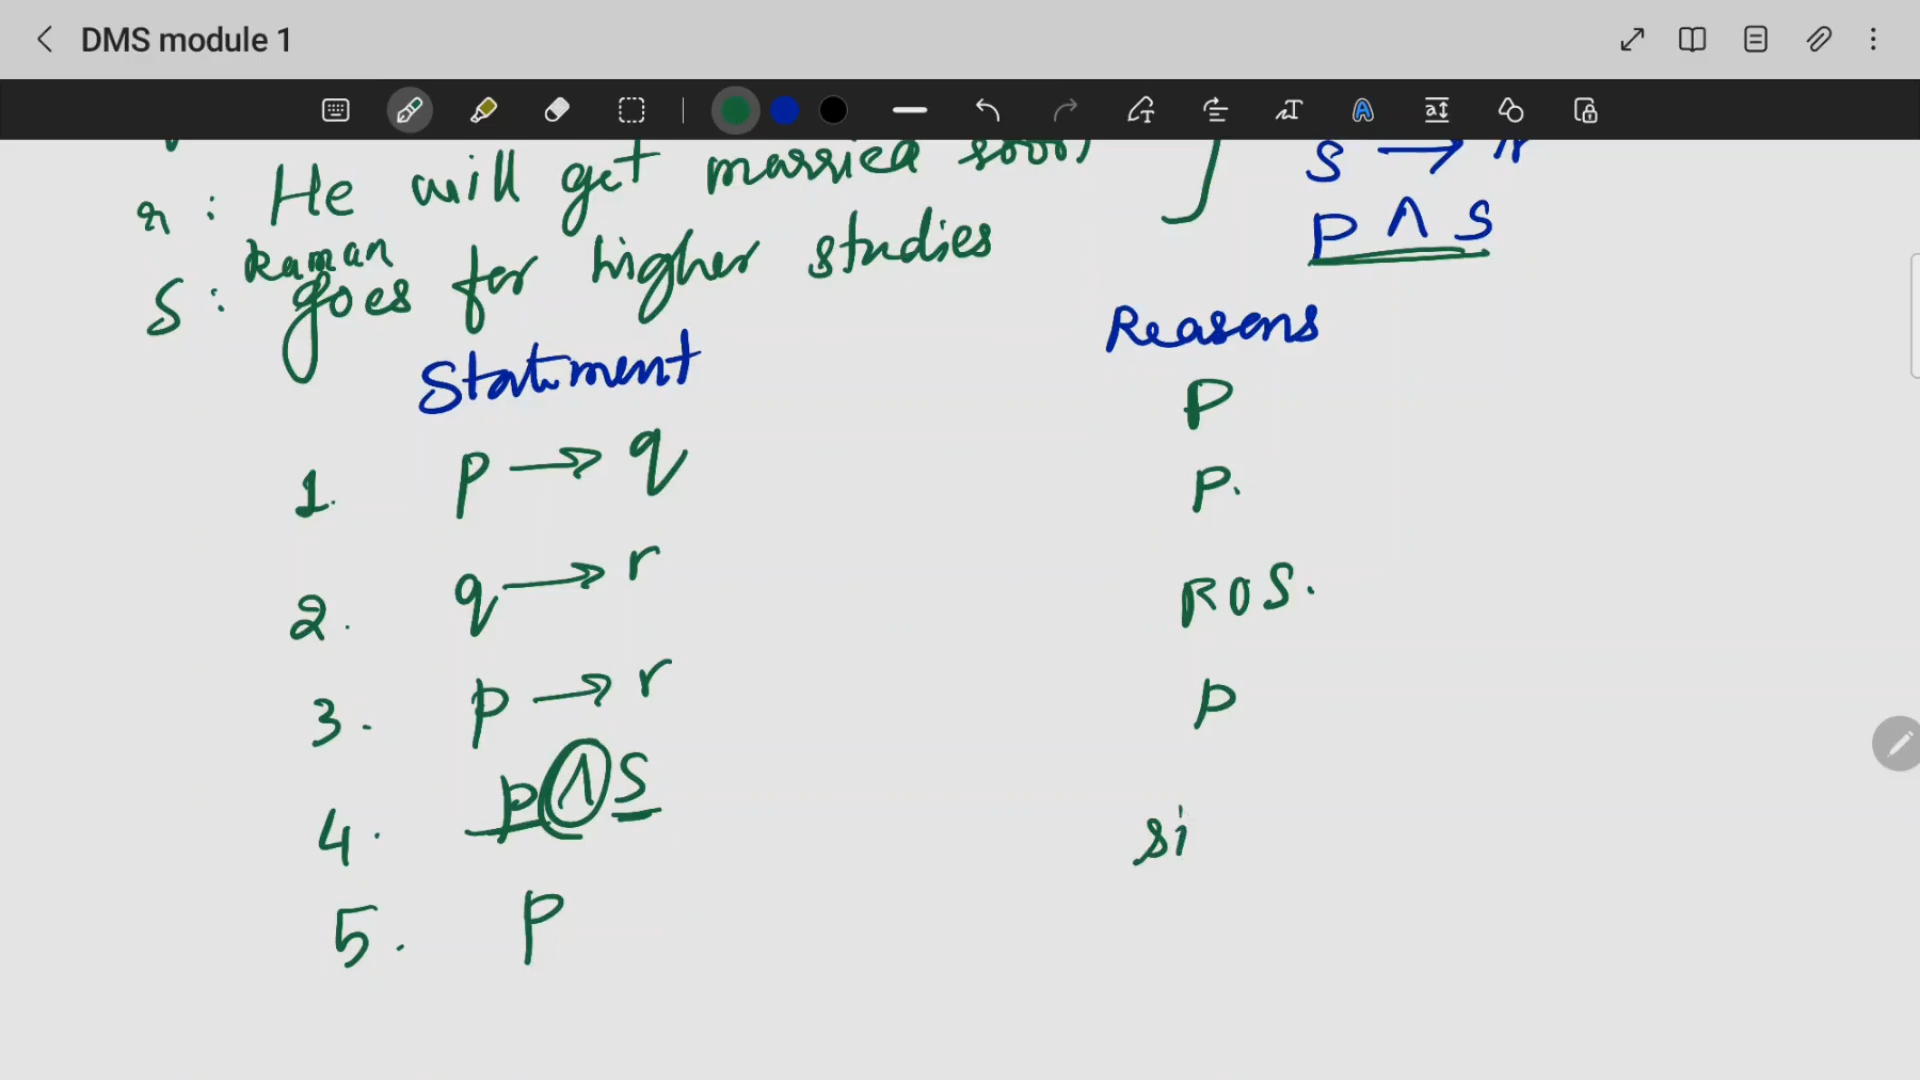 DMS module 1
r : He will get married soon
s → r
p ∧ s
S : Raman goes for higher studies
Statement Reasons
1. p → q P
2. q → r P.
3. p → r ROS.
4. p ∧ S P
5. p si